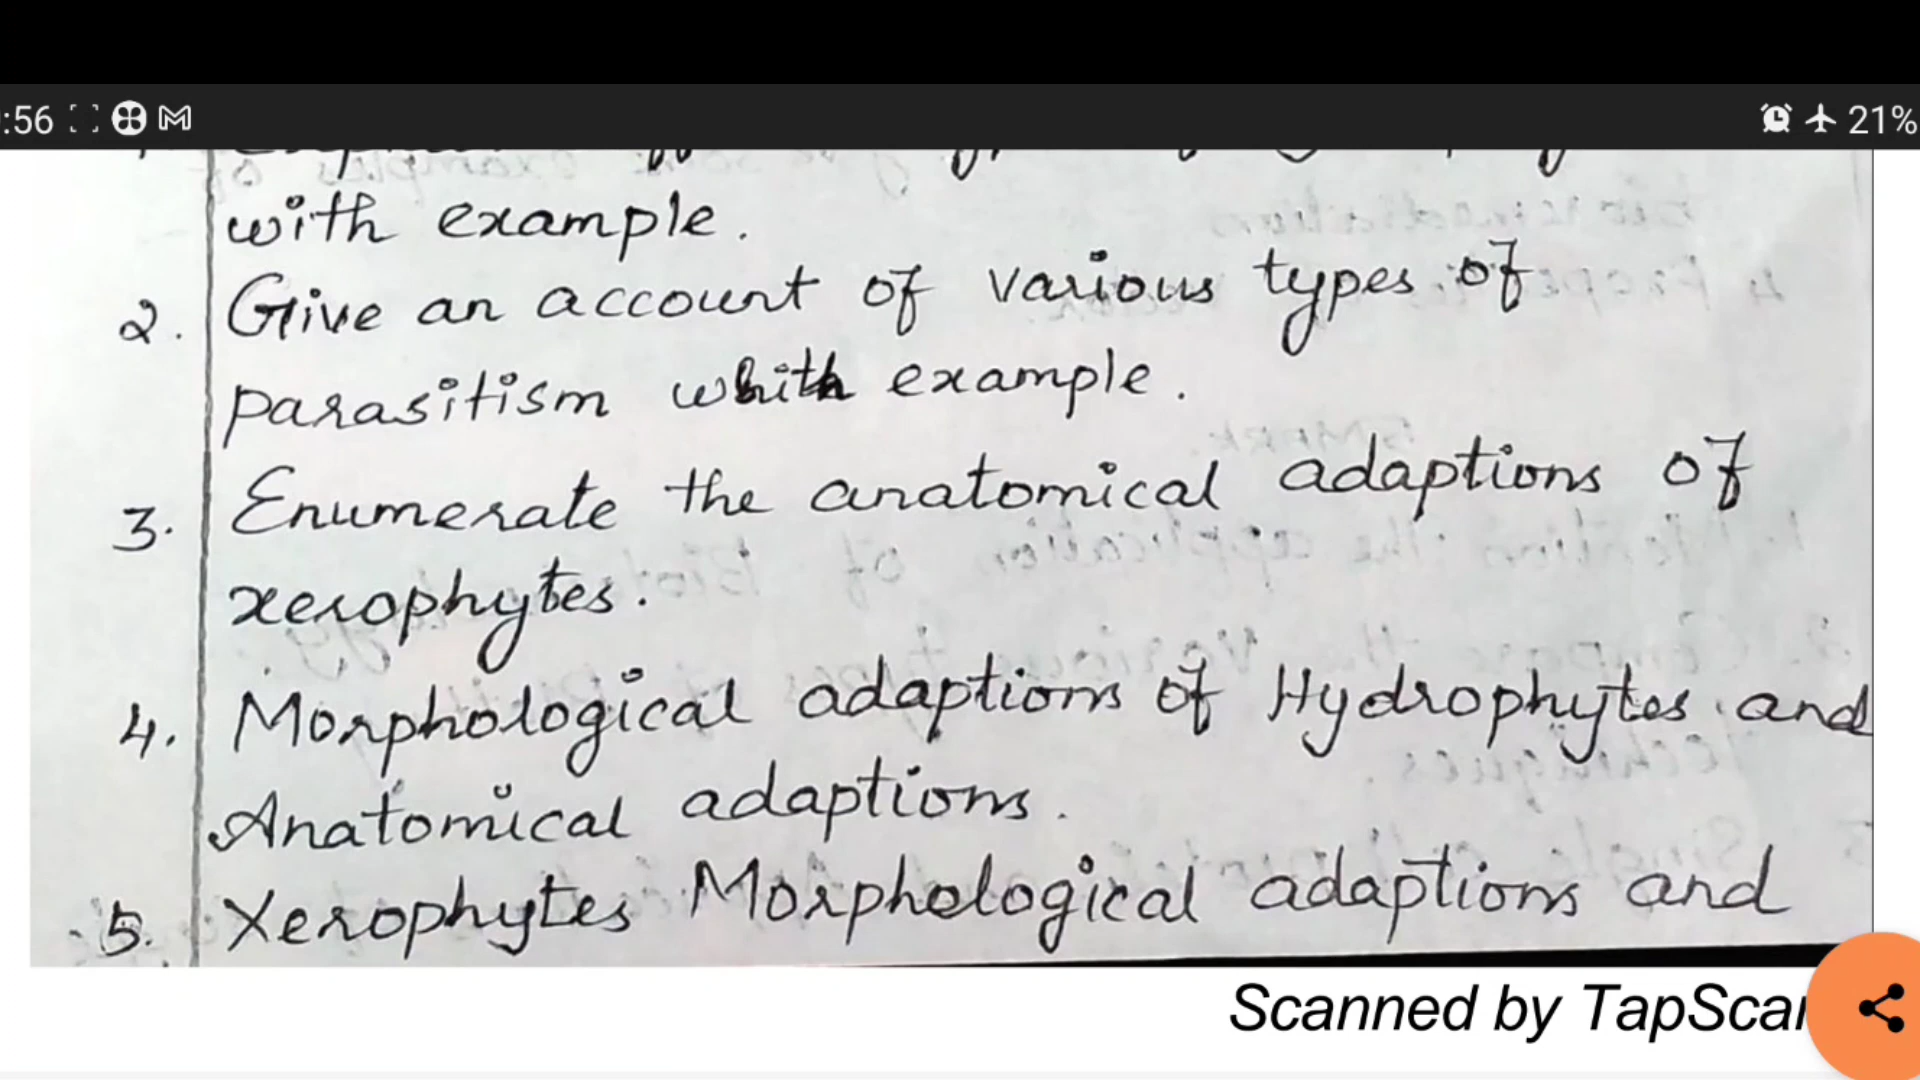 :56 21%
with example.
2. Give an account of various types of
parasitism with example.
3. Enumerate the anatomical adaptions of
xerophytes.
4. Morphological adaptions of Hydrophytes and
Anatomical adaptions.
5. Xerophytes Morphological adaptions and
Scanned by TapScan